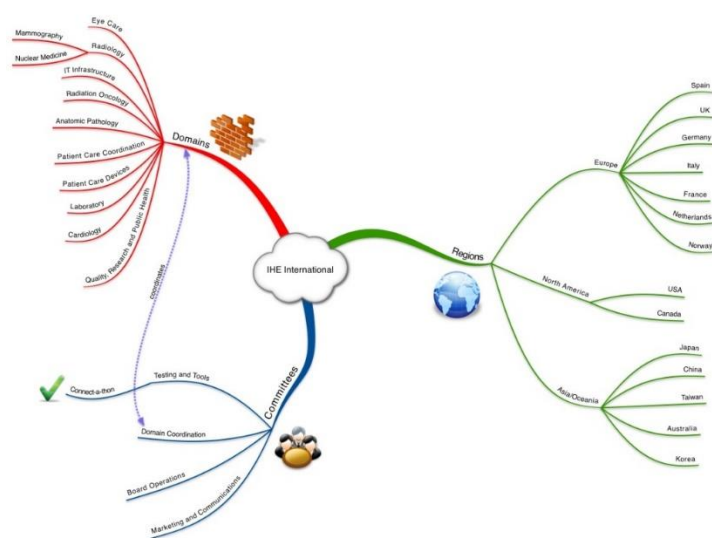 IHE International
Domains
Eye Care
Radiology
Mammography
Nuclear Medicine
IT Infrastructure
Radiation Oncology
Anatomic Pathology
Patient Care Coordination
Patient Care Devices
Laboratory
Cardiology
Quality, Research and Public Health
coordinates
Regions
Europe
Spain
UK
Germany
Italy
France
Netherlands
Norway
North America
USA
Canada
Asia/Oceania
Japan
China
Taiwan
Australia
Korea
Committees
Testing and Tools
Connect-a-thon
Domain Coordination
Board Operations
Marketing and Communications